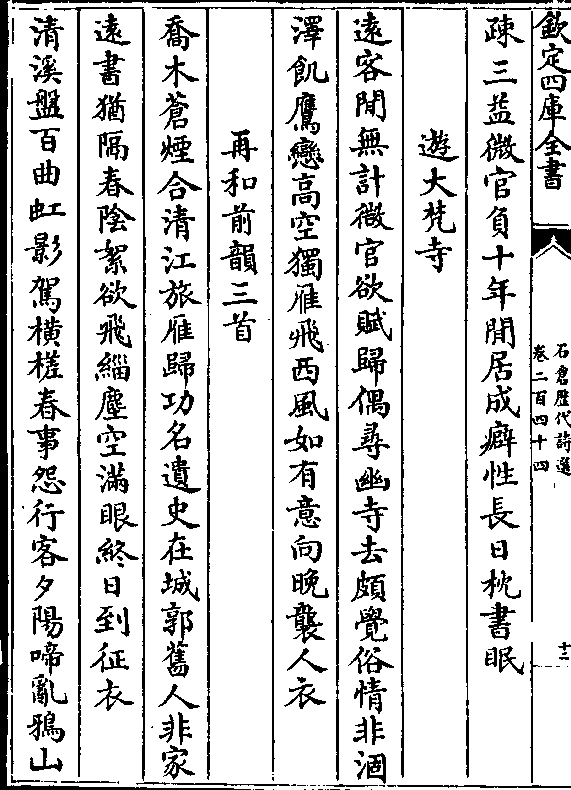 欽定四庫全書
石倉歷代詩選
卷二百四十四
十二
疎三益微官負十年閒居成癖性長日枕書眠
遊大梵寺
遠客閒無計微官欲賦歸偶尋幽寺去頗覺俗情非涸
澤飢鷹戀高空獨雁飛西風如有意向晚襲人衣
再和前韻三首
喬木蒼煙合清江旅雁歸功名遺史在城郭舊人非家
遠書猶隔春陰絮欲飛緇塵空滿眼終日到征衣
清溪盤百曲虹影駕橫槎春事怨行客夕陽啼亂鴉山